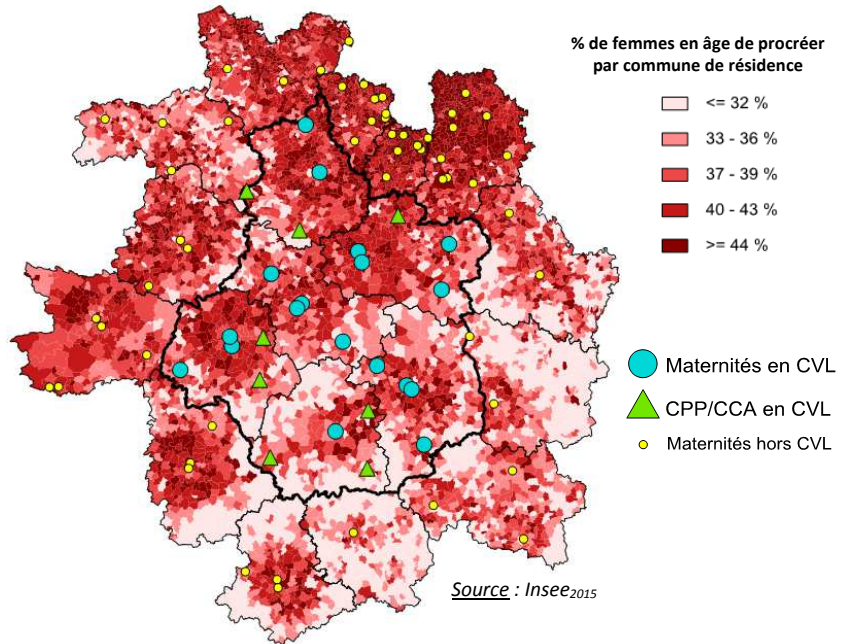 % de femmes en âge de procréer
par commune de résidence
<= 32 %
33 - 36 %
37 - 39 %
40 - 43 %
>= 44 %
Maternités en CVL
CPP/CCA en CVL
Maternités hors CVL
Source : Insee2015